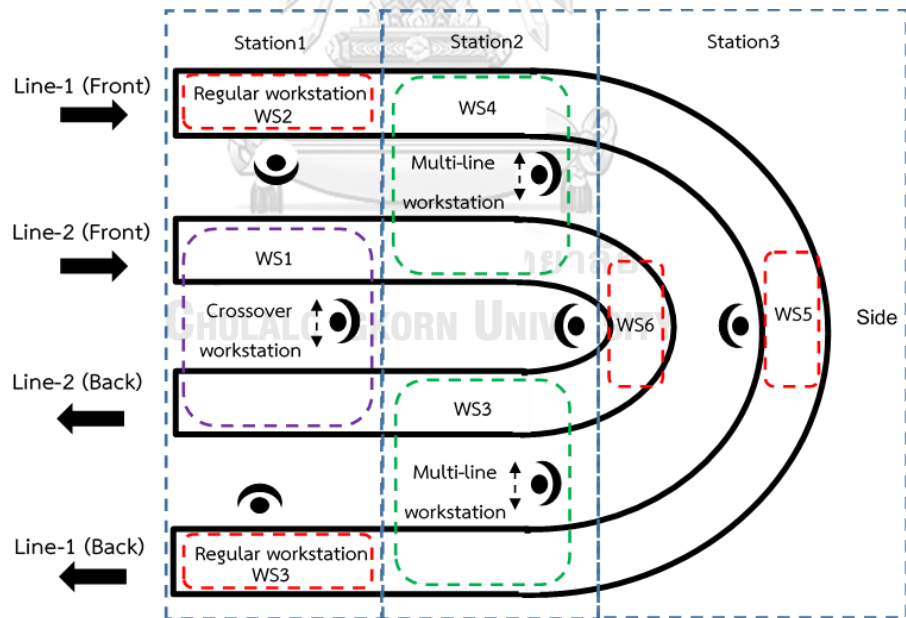 Station1
Station2
Station3
Line-1 (Front)
Regular workstation
WS2
WS4
Multi-line
workstation
Line-2 (Front)
WS1
Crossover
workstation
WS6
WS5
Side
Line-2 (Back)
WS3
Multi-line
workstation
Line-1 (Back)
Regular workstation
WS3